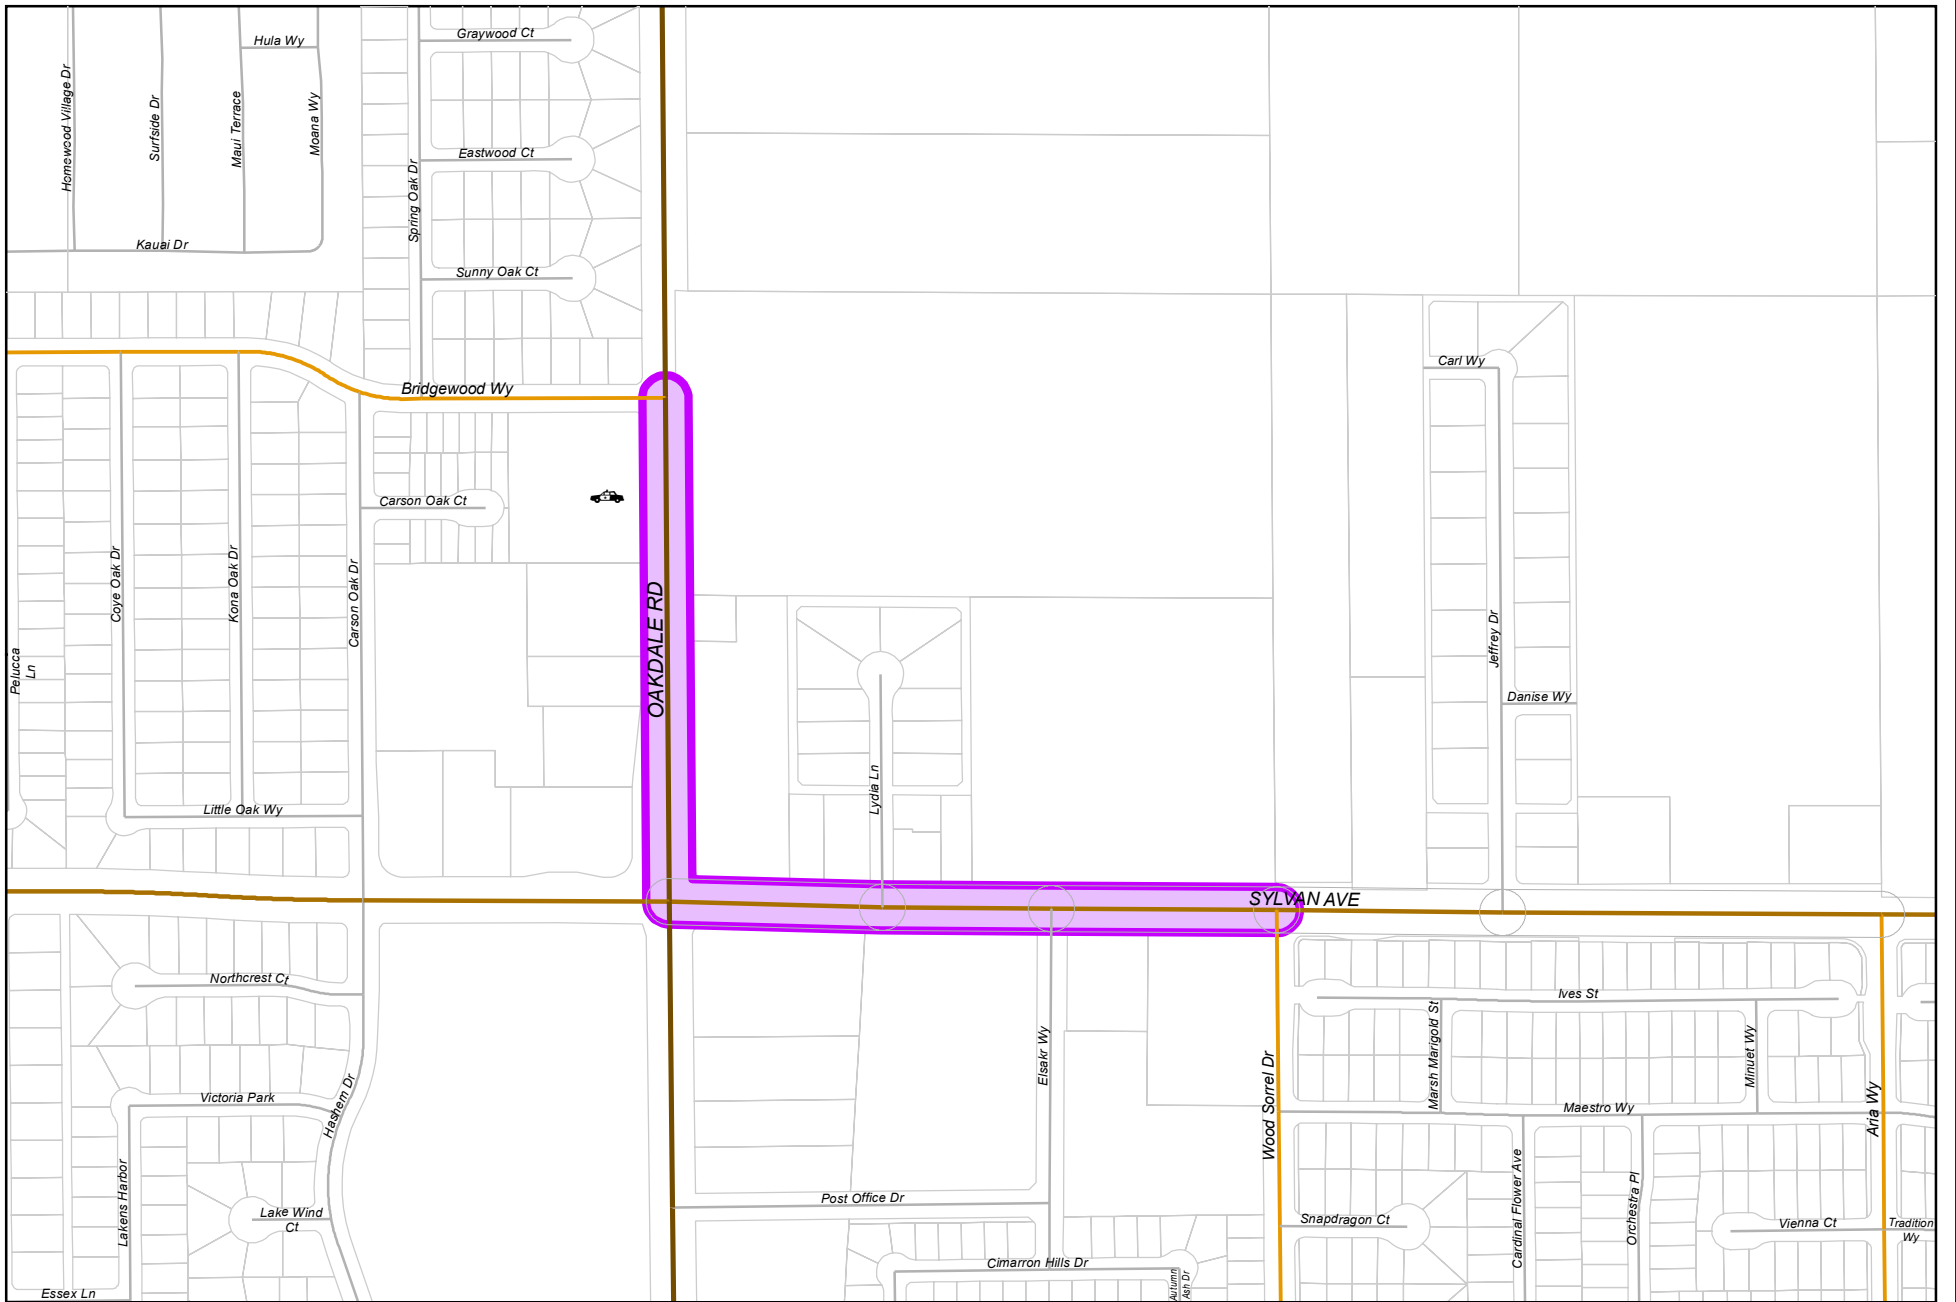 Graywood Ct
Hula Wy
Homewood Village Dr
Surfside Dr
Maui Terrace
Moana Wy
Eastwood Ct
Spring Oak Dr
Kauai Dr
Sunny Oak Ct
Bridgewood Wy
Carl Wy
Carson Oak Ct
Coye Oak Dr
Kona Oak Dr
Carson Oak Dr
OAKDALE RD
Jeffrey Dr
Pelucca
Ln
Danise Wy
Lydia Ln
Little Oak Wy
SYLVAN AVE
Northcrest Ct
Ives St
Elsakr Wy
Marsh Marigold St
Minuet Wy
Victoria Park
Hashem Dr
Wood Sorrel Dr
Maestro Wy
Aria Wy
Lakens Harbor
Post Office Dr
Cardinal Flower Ave
Orchestra Pl
Lake Wind
Ct
Snapdragon Ct
Vienna Ct
Tradition
Wy
Cimarron Hills Dr
Autumn
Ash Dr
Essex Ln